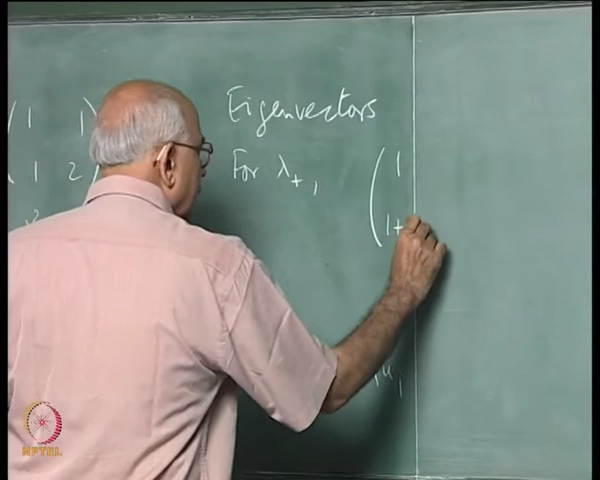 Eigenvectors
( 1 1 )
( 1 2 )
For λ₊, ( 1
1+
NPTEL